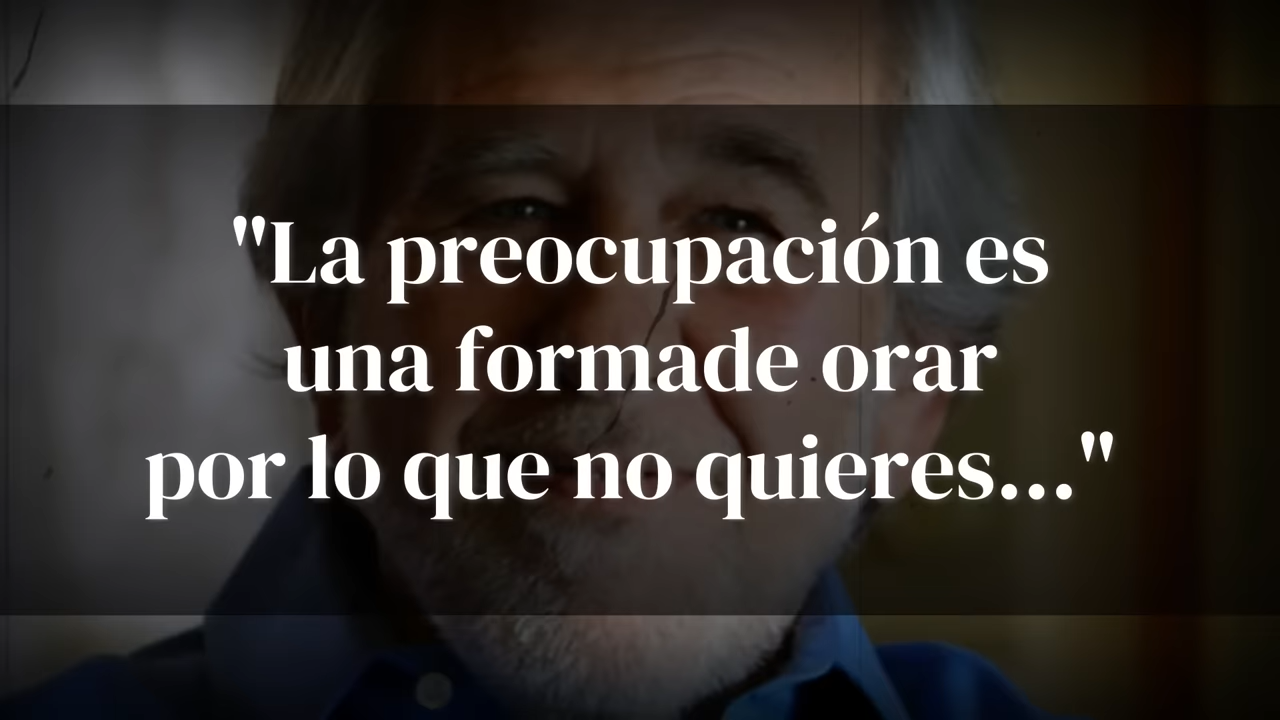 "La preocupación es
una formade orar
por lo que no quieres..."